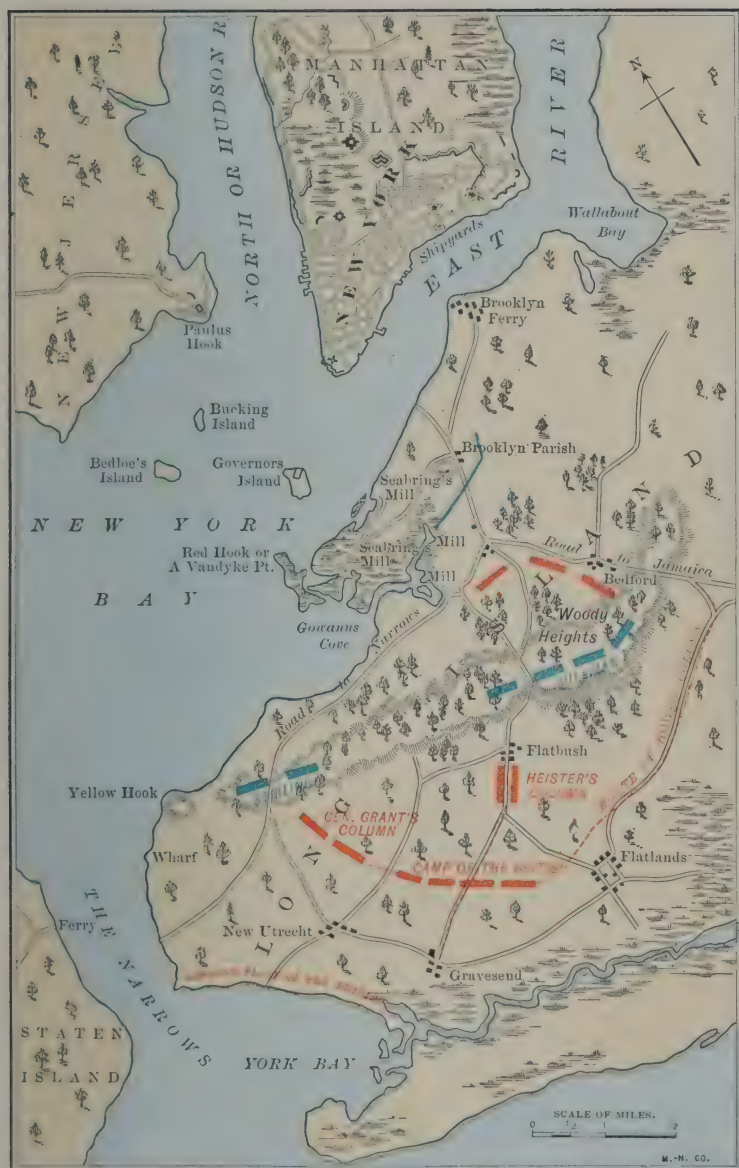 MANHATTAN
ISLAND
NEW YORK
NORTH OR HUDSON R
EAST
RIVER
N
NEW JERSEY
Shipyards
Wallabout
Bay
Paulus
Hook
Brooklyn
Ferry
Bucking
Island
Bedloe's
Island
Governors
Island
Brooklyn Parish
Seabring's
Mill
NEW YORK
BAY
Red Hook or
A Vandyke Pt.
Seabring's
Mill
Mill
Mill
Road to Jamaica
Bedford
Gowanus
Cove
Woody
Heights
Road to Narrows
LONG ISLAND
Flatbush
HEISTER'S
COLUMN
Yellow Hook
GEN. GRANT'S
COLUMN
CAMP OF THE
Wharf
Flatlands
Ferry
THE NARROWS
New Utrecht
Gravesend
OF THE
STATEN
ISLAND
YORK BAY
SCALE OF MILES.
0 1/2 1 2
M.-N. CO.